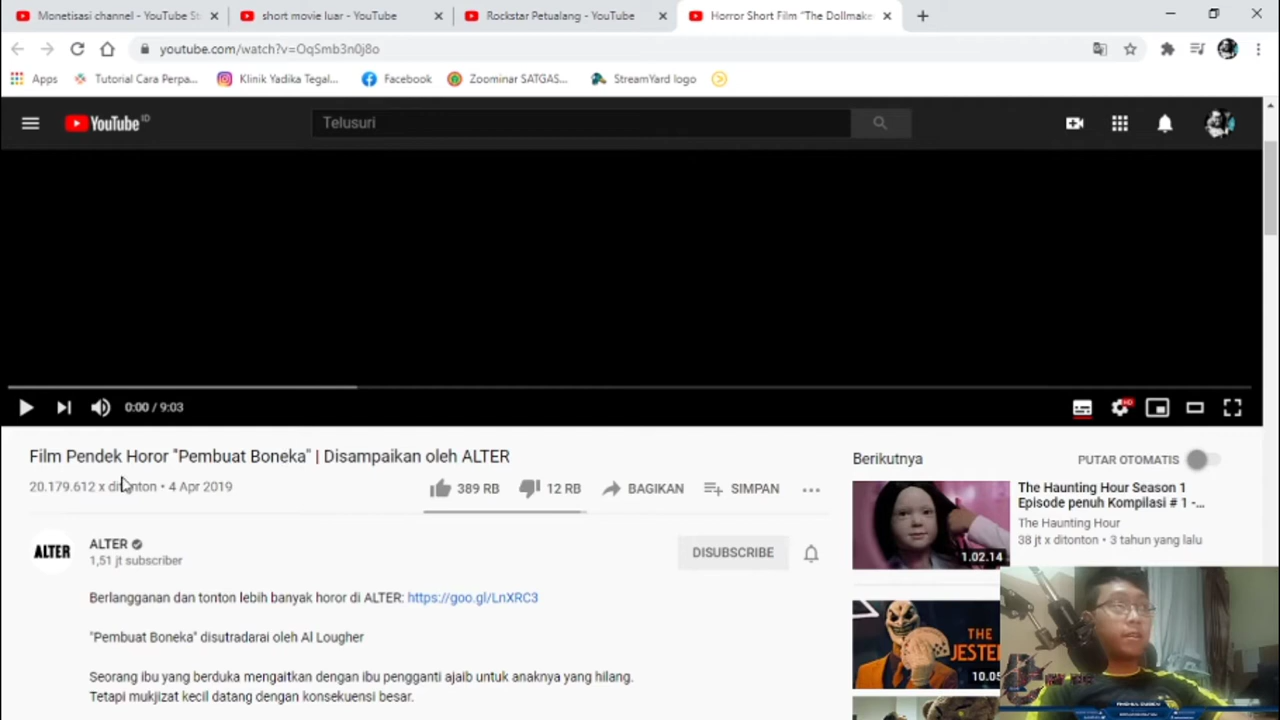 Monetisasi channel - YouTube St
short movie luar - YouTube
Rockstar Petualang - YouTube
Horror Short Film "The Dollmake
youtube.com/watch?v=OqSmb3n0j8o
Apps
Tutorial Cara Perpa...
Klinik Yadika Tegal...
Facebook
Zoominar SATGAS...
StreamYard logo
YouTube ID
Telusuri
0:00 / 9:03
HD
Film Pendek Horor "Pembuat Boneka" | Disampaikan oleh ALTER
20.179.612 x ditonton • 4 Apr 2019
389 RB
12 RB
BAGIKAN
SIMPAN
ALTER
ALTER
1,51 jt subscriber
DISUBSCRIBE
Berlangganan dan tonton lebih banyak horor di ALTER: https://goo.gl/LnXRC3
"Pembuat Boneka" disutradarai oleh Al Lougher
Seorang ibu yang berduka mengaitkan dengan ibu pengganti ajaib untuk anaknya yang hilang.
Tetapi mukjizat kecil datang dengan konsekuensi besar.
Berikutnya
PUTAR OTOMATIS
1.02.14
The Haunting Hour Season 1
Episode penuh Kompilasi # 1 -...
The Haunting Hour
38 jt x ditonton • 3 tahun yang lalu
THE
JESTE
10.05